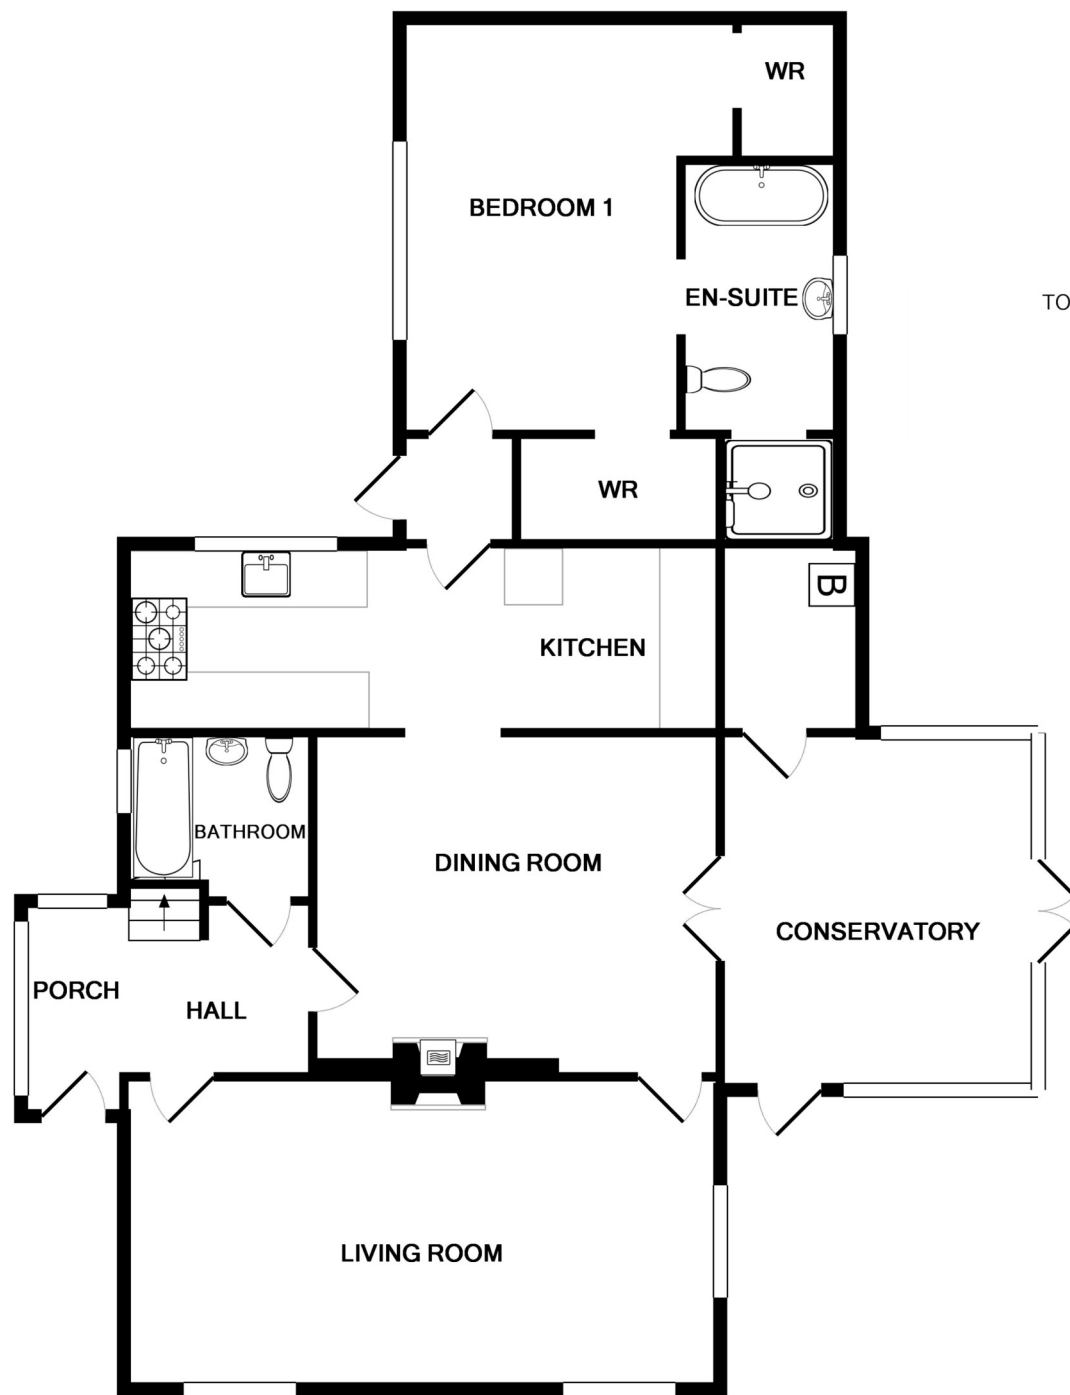 WR
BEDROOM 1
EN-SUITE
TO
WR
B
KITCHEN
BATHROOM
DINING ROOM
CONSERVATORY
PORCH
HALL
LIVING ROOM